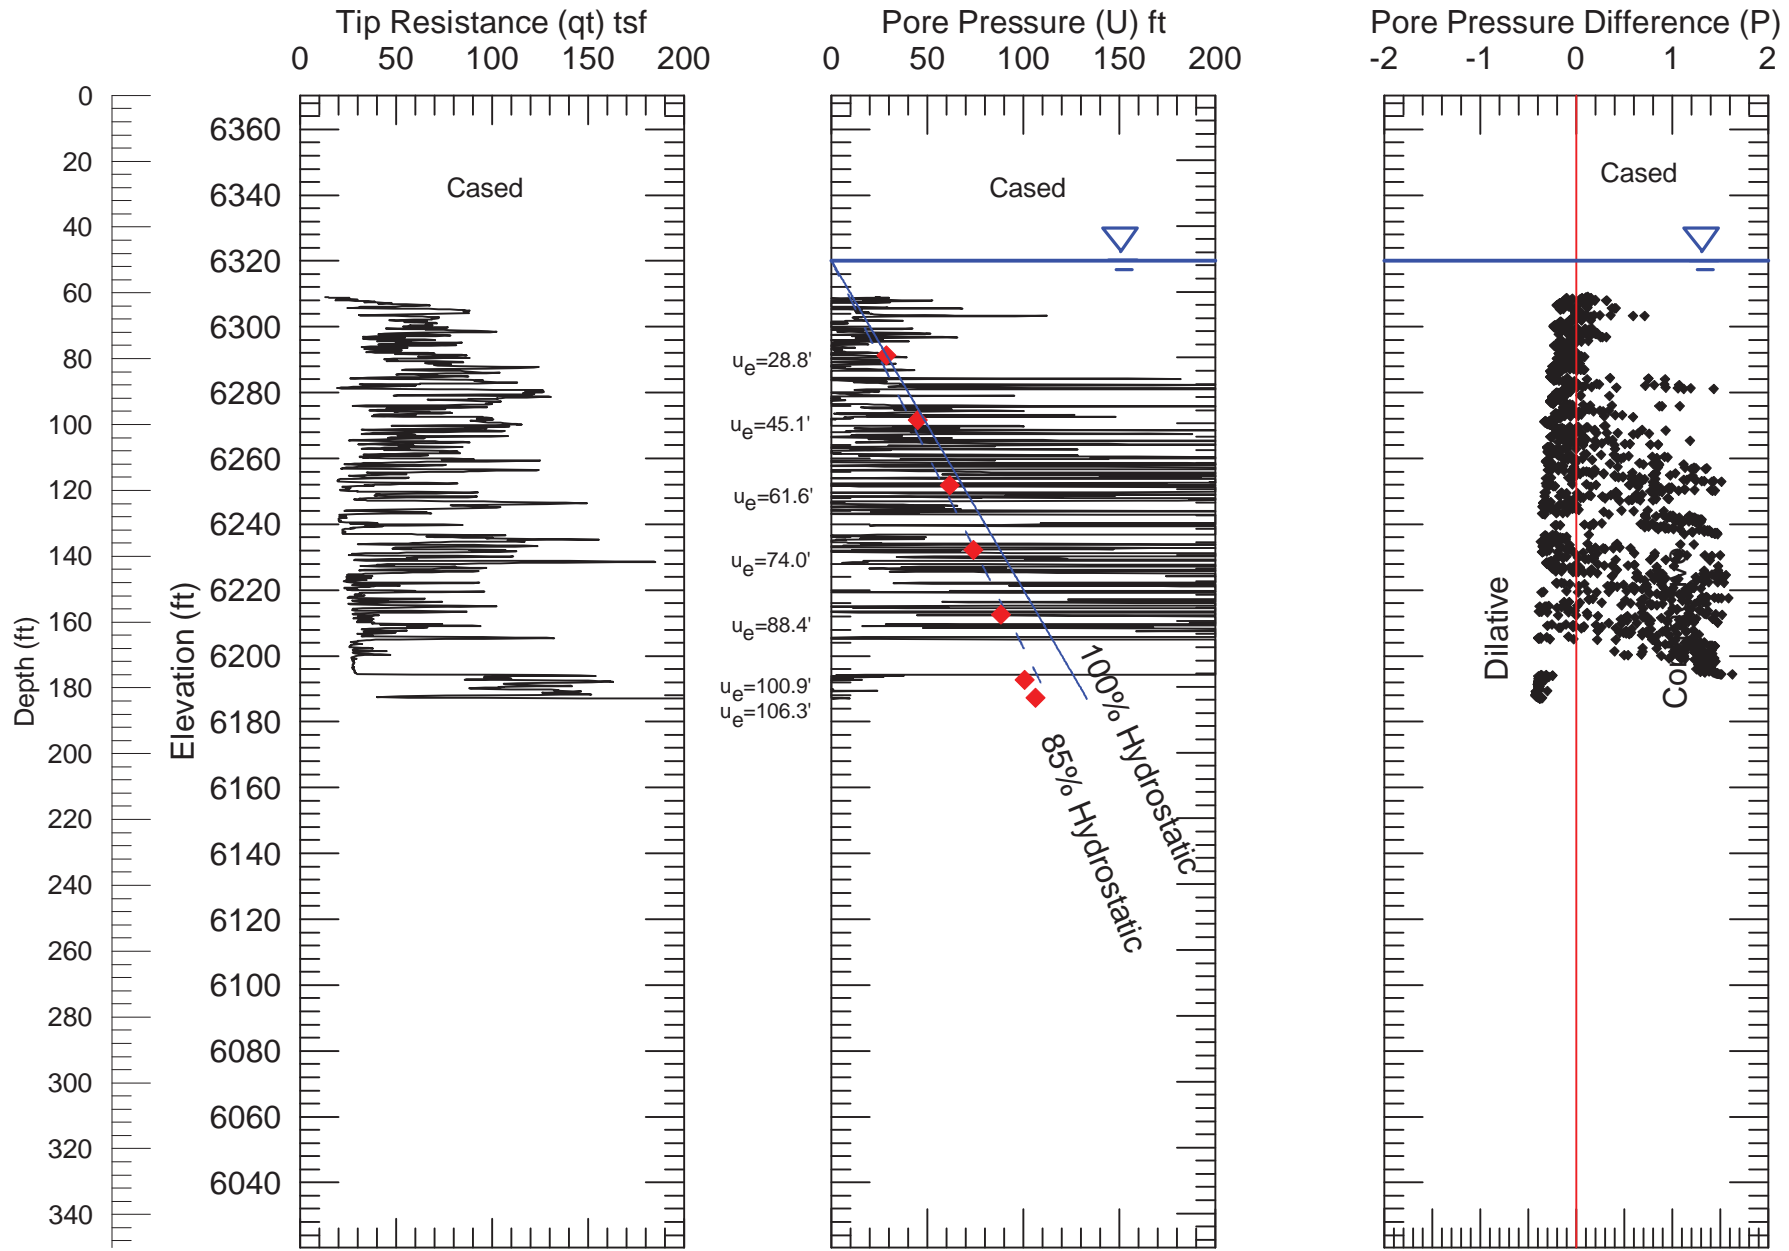 Tip Resistance (qt) tsf
0 50 100 150 200
Pore Pressure (U) ft
0 50 100 150 200
Pore Pressure Difference (P)
-2 -1 0 1 2
Depth (ft)
0
20
40
60
80
100
120
140
160
180
200
220
240
260
280
300
320
340
Elevation (ft)
6360
6340
6320
6300
6280
6260
6240
6220
6200
6180
6160
6140
6120
6100
6080
6060
6040
Cased
Cased
Cased
ue=28.8'
ue=45.1'
ue=61.6'
ue=74.0'
ue=88.4'
ue=100.9'
ue=106.3'
100% Hydrostatic
85% Hydrostatic
Dilative